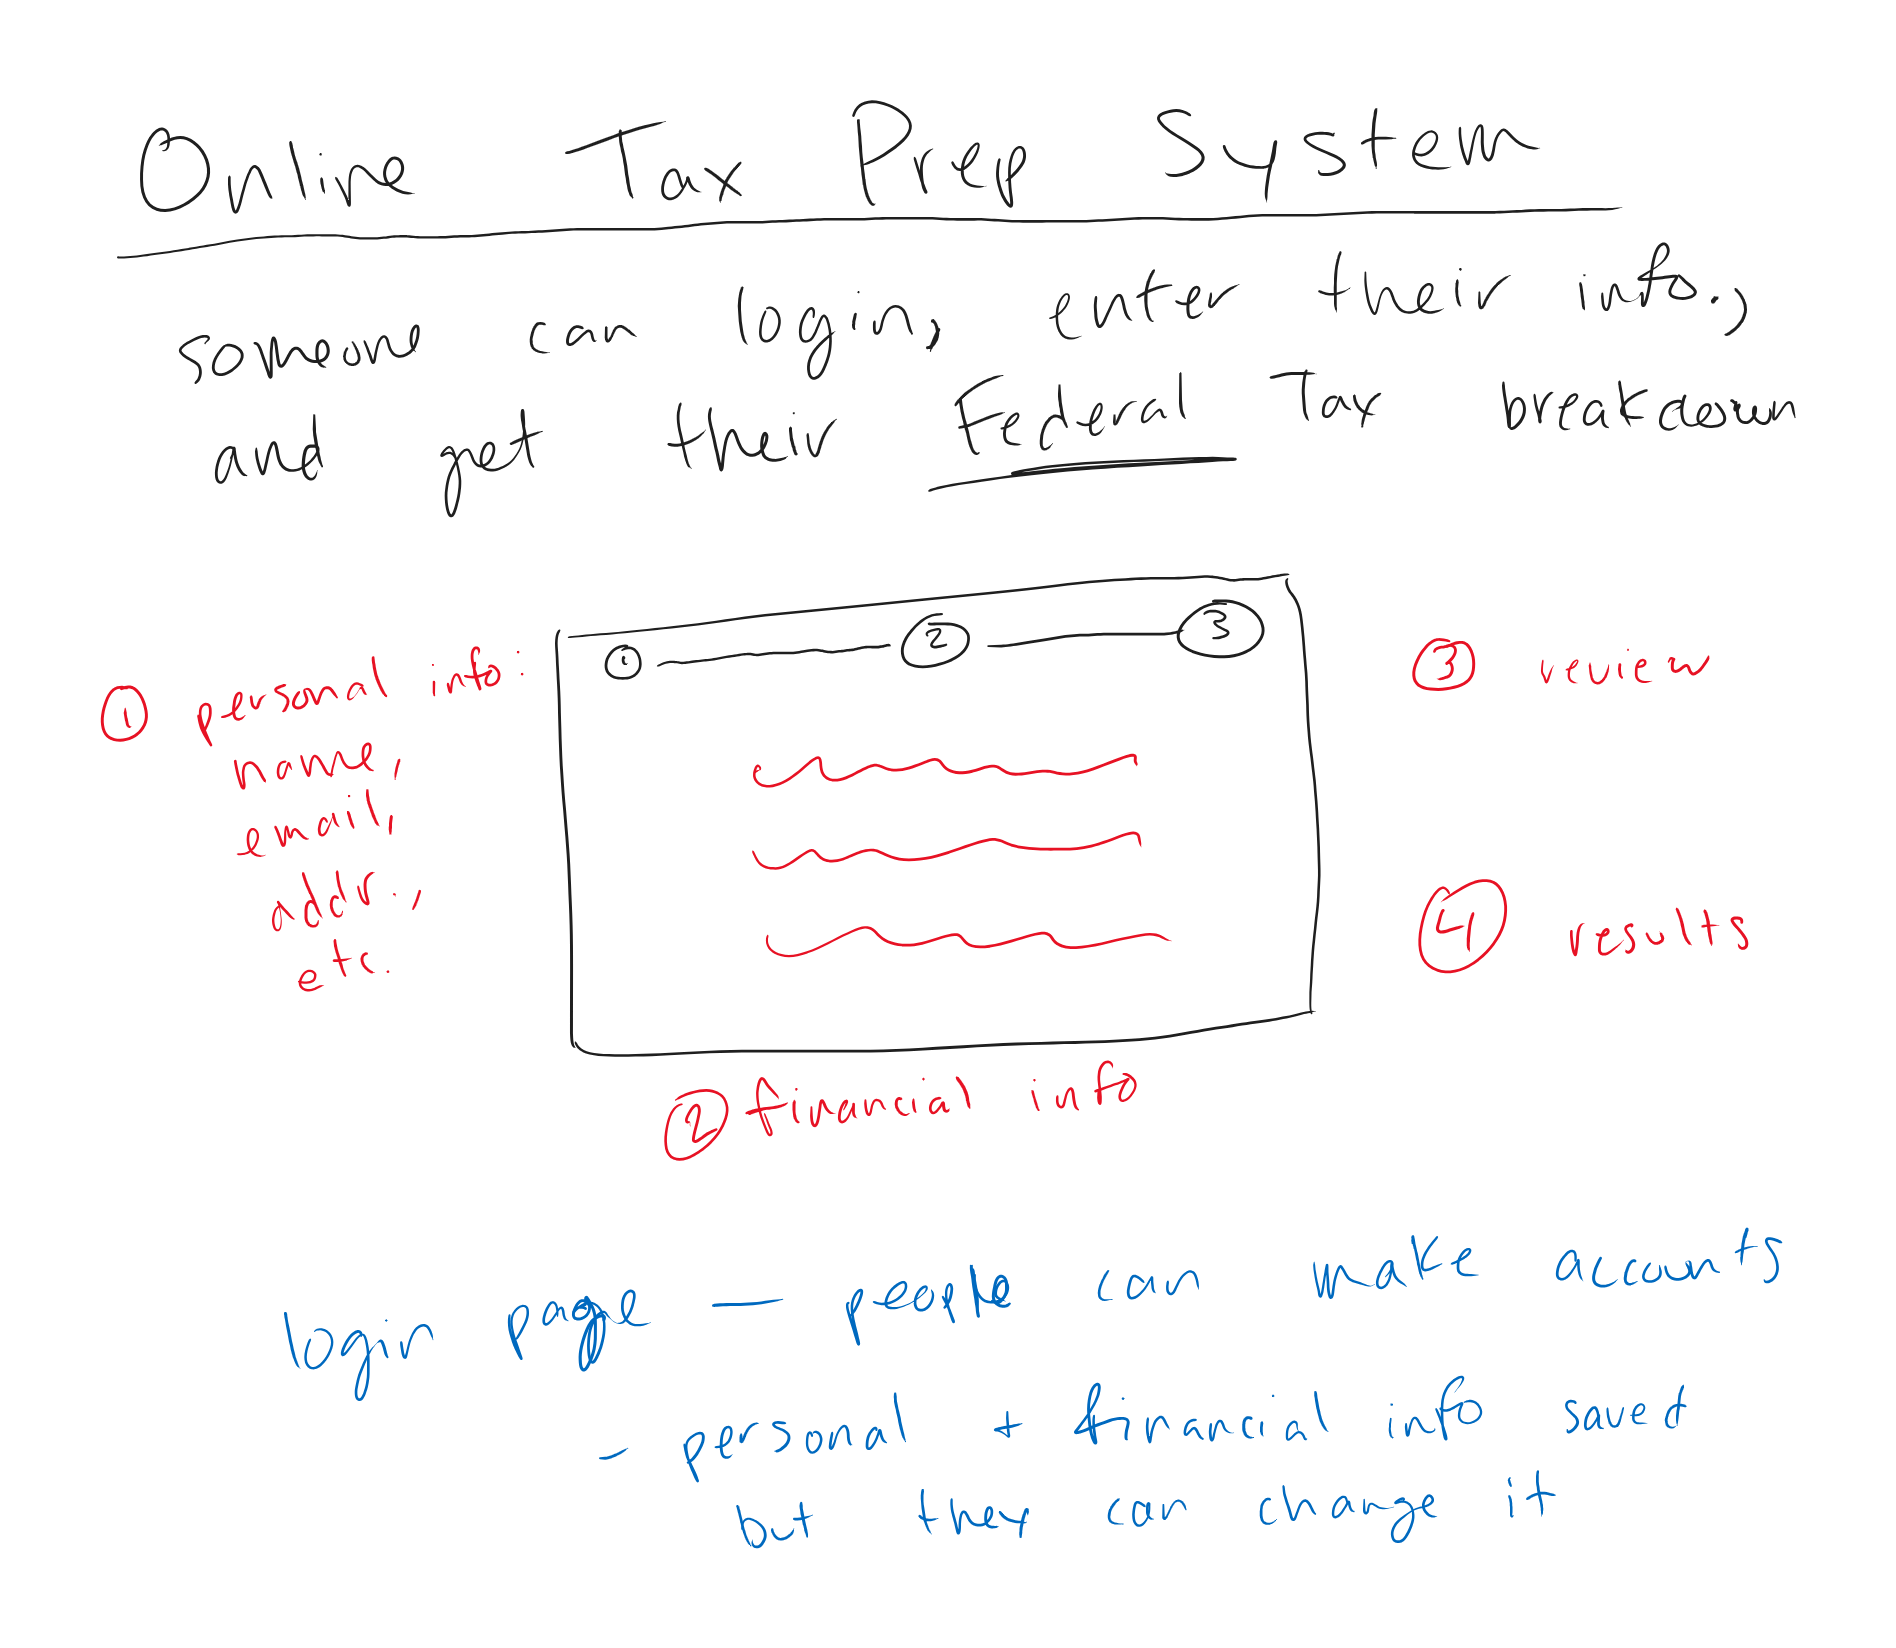 Online Tax Prep System
someone can login, enter their info.,
and get their Federal Tax breakdown
1 2 3
1 personal info:
name,
email,
addr.,
etc.
3 review
4 results
2 financial info
login page — people can make accounts
- personal + financial info saved
but they can change it